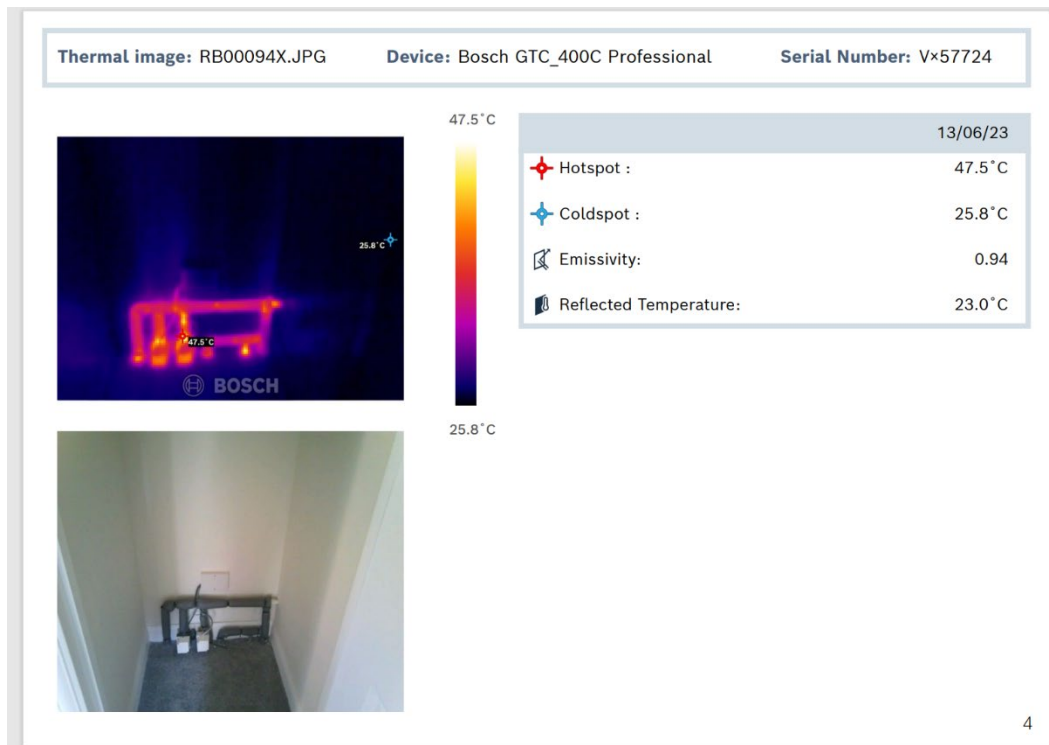 Thermal image: RB00094X.JPG Device: Bosch GTC_400C Professional Serial Number: V×57724
47.5°C
13/06/23
Hotspot : 47.5°C
Coldspot : 25.8°C
Emissivity: 0.94
Reflected Temperature: 23.0°C
25.8°C
47.5°C
BOSCH
25.8°C
4